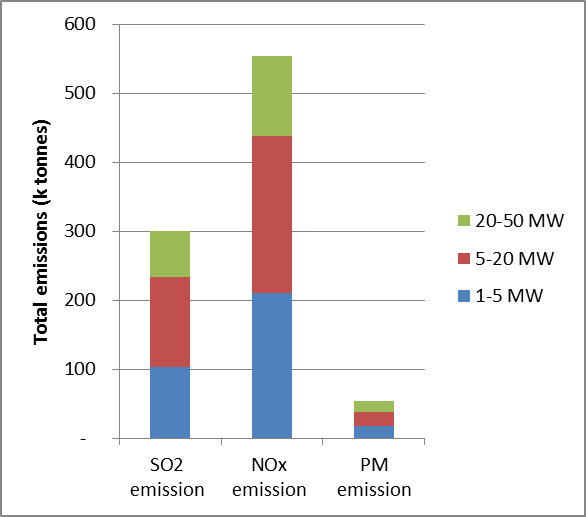 Total emissions (k tonnes)
600
500
400
300
200
100
-
SO2
emission
NOx
emission
PM
emission
20-50 MW
5-20 MW
1-5 MW